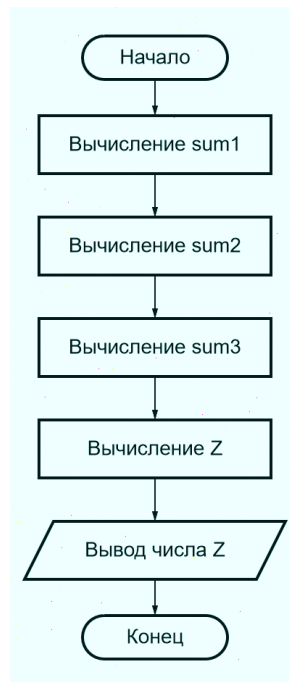 Начало
Вычисление sum1
Вычисление sum2
Вычисление sum3
Вычисление Z
Вывод числа Z
Конец